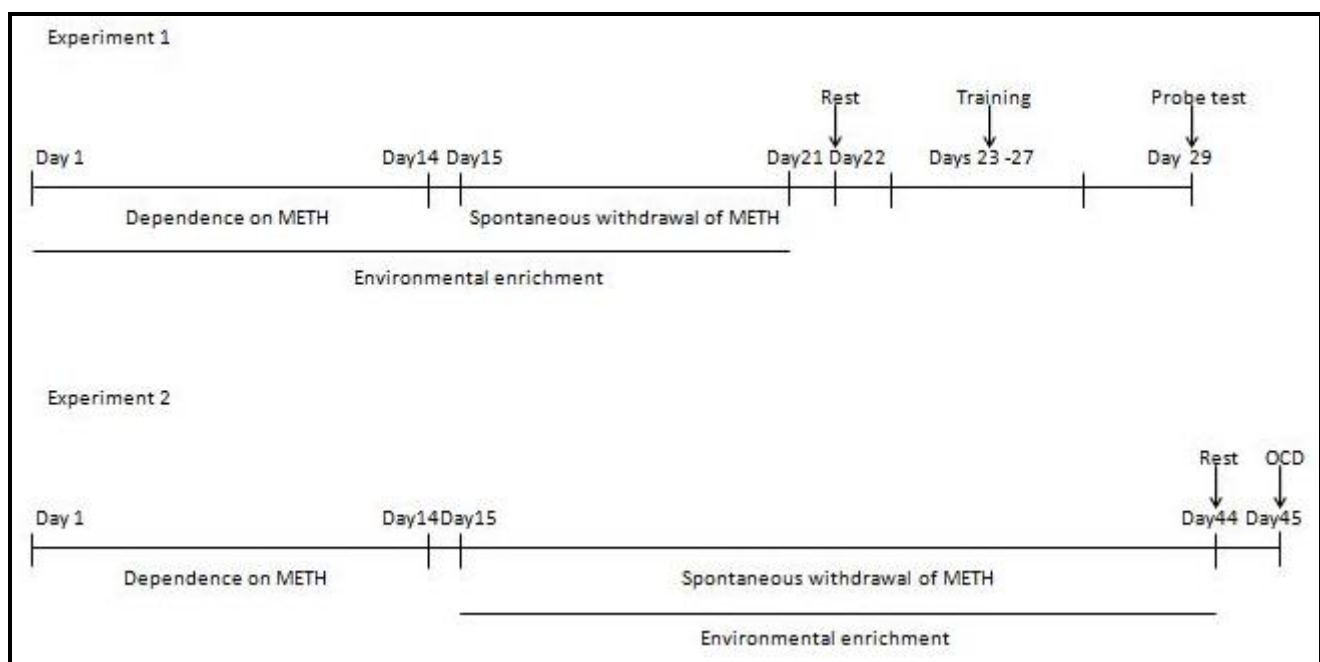 Experiment 1
Rest Training Probe test
Day 1 Day14 Day15 Day21 Day22 Days 23 -27 Day 29
Dependence on METH Spontaneous withdrawal of METH
Environmental enrichment
Experiment 2
Rest OCD
Day 1 Day14Day15 Day44 Day45
Dependence on METH Spontaneous withdrawal of METH
Environmental enrichment